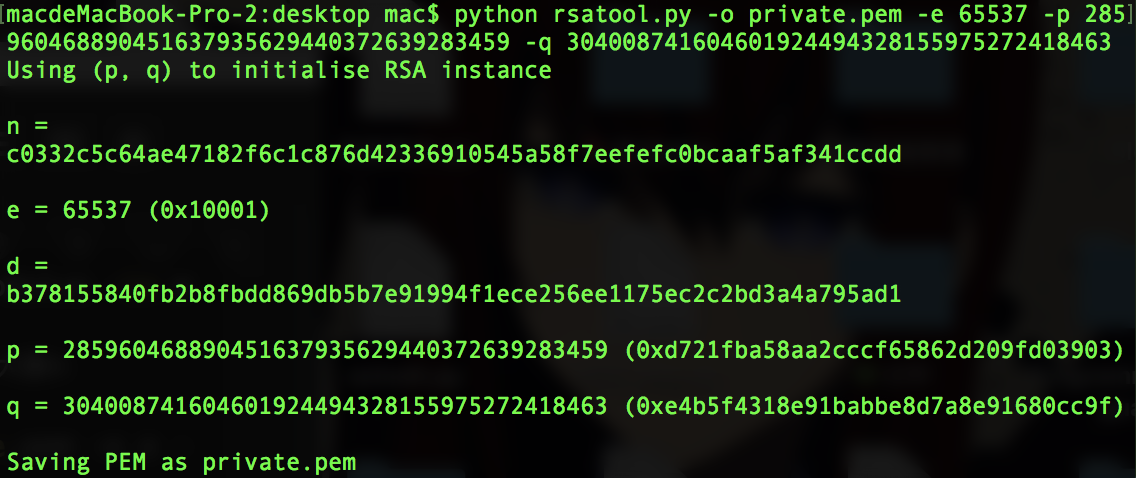 [macdeMacBook-Pro-2:desktop mac$ python rsatool.py -o private.pem -e 65537 -p 285]
960468890451637935629440372639283459 -q 304008741604601924494328155975272418463
Using (p, q) to initialise RSA instance
n =
c0332c5c64ae47182f6c1c876d42336910545a58f7eefefc0bcaaf5af341ccdd
e = 65537 (0x10001)
d =
b378155840fb2b8fbdd869db5b7e91994f1ece256ee1175ec2c2bd3a4a795ad1
p = 285960468890451637935629440372639283459 (0xd721fba58aa2cccf65862d209fd03903)
q = 304008741604601924494328155975272418463 (0xe4b5f4318e91babbe8d7a8e91680cc9f)
Saving PEM as private.pem